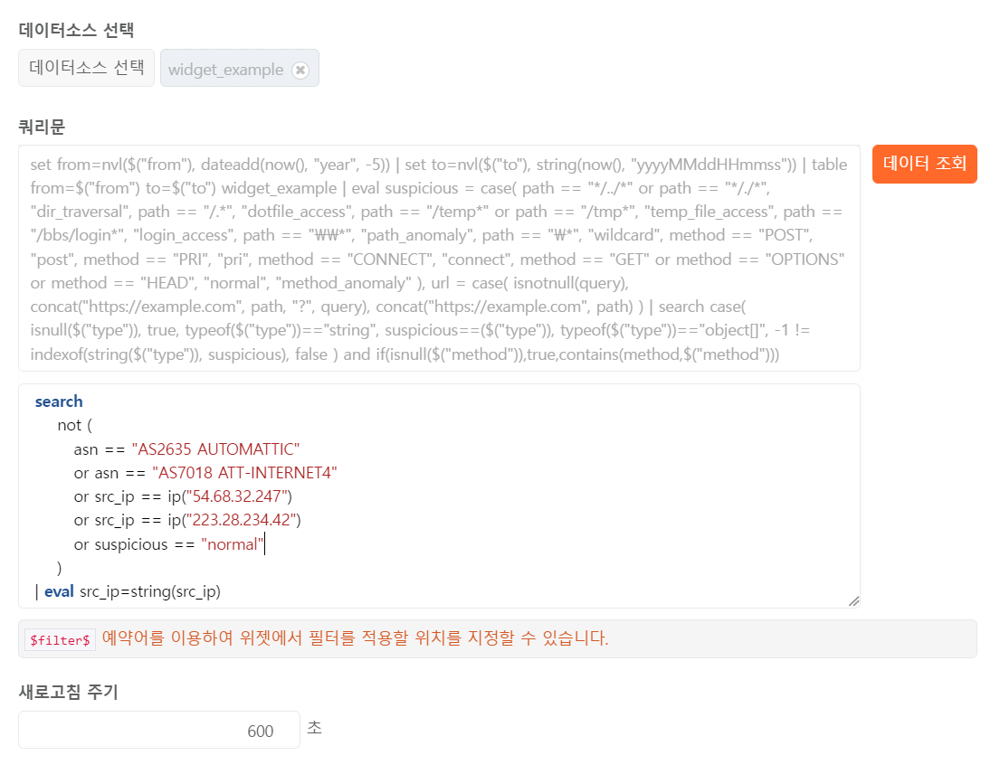 데이터소스 선택
데이터소스 선택 widget_example
쿼리문
set from=nvl($("from"), dateadd(now(), "year", -5)) | set to=nvl($("to"), string(now(), "yyyyMMddHHmmss")) | table
from=$("from") to=$("to") widget_example | eval suspicious = case( path == "*/../*" or path == "*/./*",
"dir_traversal", path == "/.*", "dotfile_access", path == "/temp*" or path == "/tmp*", "temp_file_access", path ==
"/bbs/login*", "login_access", path == "₩₩*", "path_anomaly", path == "₩*", "wildcard", method == "POST",
"post", method == "PRI", "pri", method == "CONNECT", "connect", method == "GET" or method == "OPTIONS"
or method == "HEAD", "normal", "method_anomaly" ), url = case( isnotnull(query),
concat("https://example.com", path, "?", query), concat("https://example.com", path) ) | search case(
isnull($("type")), true, typeof($("type"))=="string", suspicious==($("type")), typeof($("type"))=="object[]", -1 !=
indexof(string($("type")), suspicious), false ) and if(isnull($("method")),true,contains(method,$("method")))
데이터 조회
search
not (
asn == "AS2635 AUTOMATTIC"
or asn == "AS7018 ATT-INTERNET4"
or src_ip == ip("54.68.32.247")
or src_ip == ip("223.28.234.42")
or suspicious == "normal"
)
| eval src_ip=string(src_ip)
$filter$ 예약어를 이용하여 위젯에서 필터를 적용할 위치를 지정할 수 있습니다.
새로고침 주기
600 초